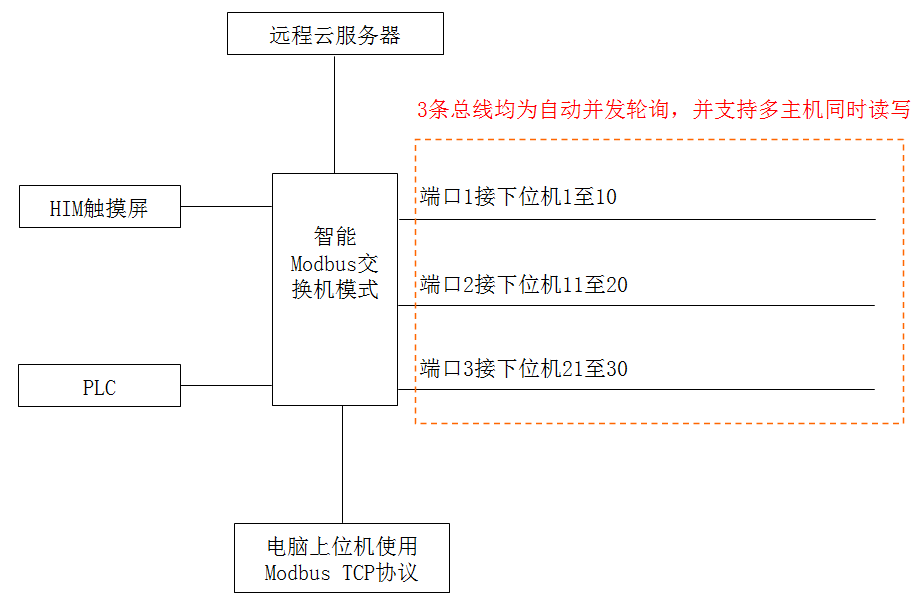 远程云服务器
3条总线均为自动并发轮询，并支持多主机同时读写
HIM触摸屏
端口1接下位机1至10
智能
Modbus交
换机模式
端口2接下位机11至20
端口3接下位机21至30
PLC
电脑上位机使用
Modbus TCP协议